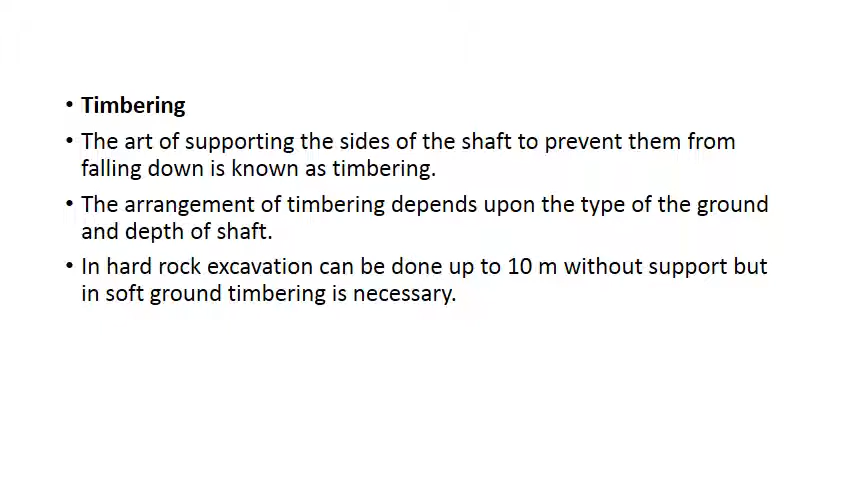 • Timbering
• The art of supporting the sides of the shaft to prevent them from
falling down is known as timbering.
• The arrangement of timbering depends upon the type of the ground
and depth of shaft.
• In hard rock excavation can be done up to 10 m without support but
in soft ground timbering is necessary.